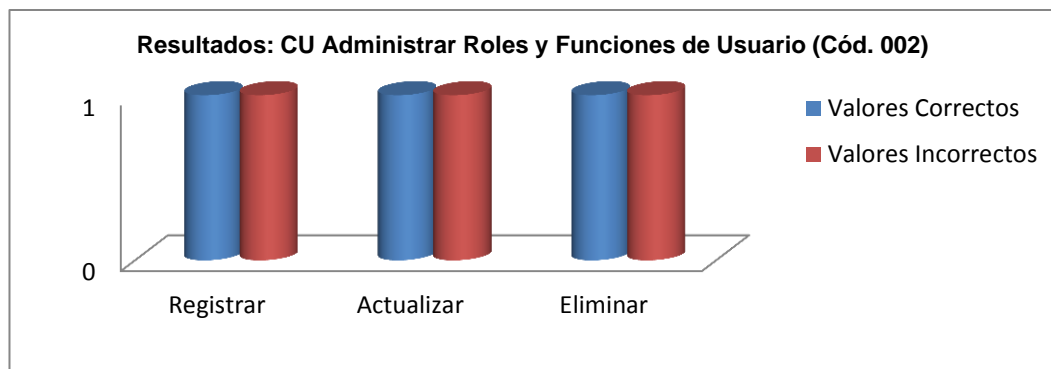 Resultados: CU Administrar Roles y Funciones de Usuario (Cód. 002)
1
0
Registrar Actualizar Eliminar
Valores Correctos
Valores Incorrectos